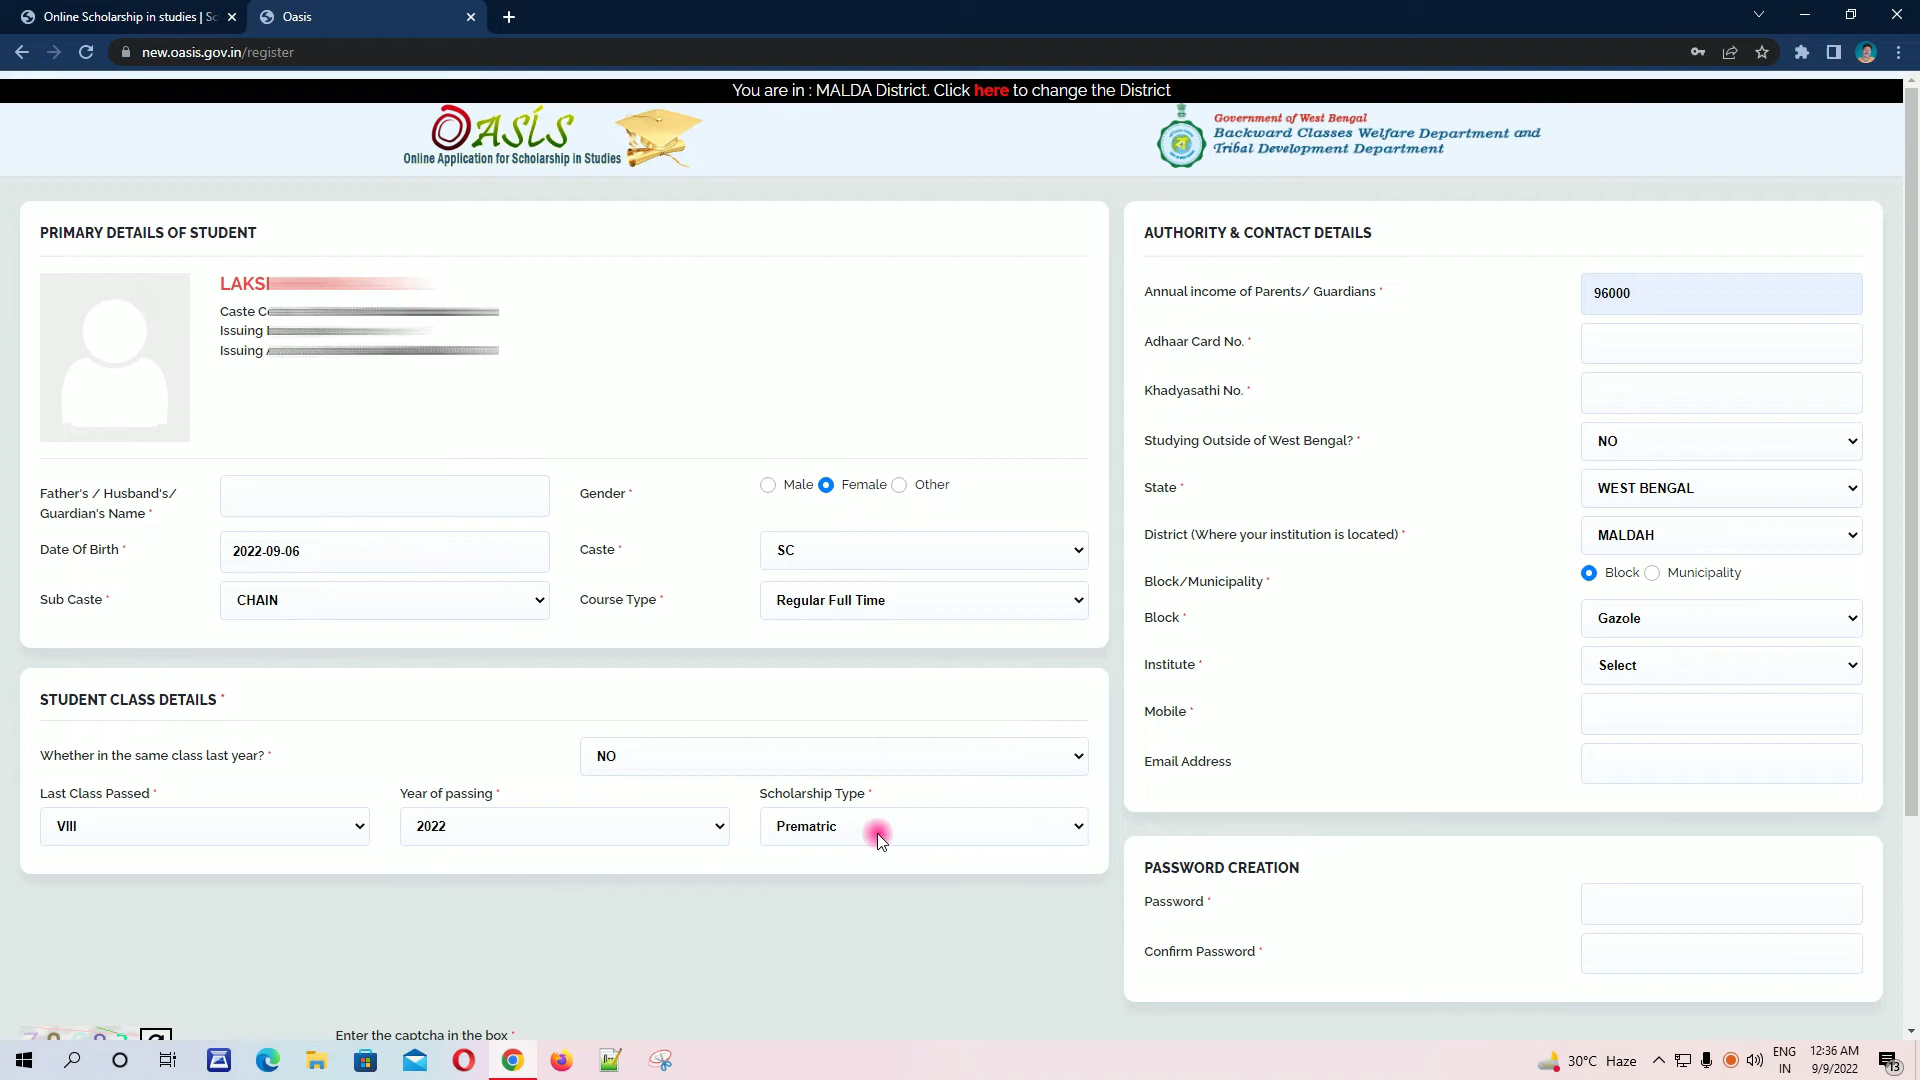 Online Scholarship in studies | Sc
Oasis
new.oasis.gov.in/register
You are in : MALDA District. Click here to change the District
OASIS
Online Application for Scholarship in Studies
Government of West Bengal
Backward Classes Welfare Department and
Tribal Development Department
PRIMARY DETAILS OF STUDENT
LAKSI
Caste Ce
Issuing
Issuing
Father's / Husband's/
Guardian's Name *
Gender *
Male Female Other
Date Of Birth *
2022-09-06
Caste *
SC
Sub Caste *
CHAIN
Course Type *
Regular Full Time
STUDENT CLASS DETAILS *
Whether in the same class last year? *
NO
Last Class Passed *
Year of passing *
Scholarship Type *
VIII
2022
Prematric
Enter the captcha in the box *
AUTHORITY & CONTACT DETAILS
Annual income of Parents/ Guardians *
96000
Adhaar Card No. *
Khadyasathi No. *
Studying Outside of West Bengal? *
NO
State *
WEST BENGAL
District (Where your institution is located) *
MALDAH
Block/Municipality *
Block Municipality
Block *
Gazole
Institute *
Select
Mobile *
Email Address
PASSWORD CREATION
Password *
Confirm Password *
30°C Haze
ENG
IN
12:36 AM
9/9/2022
13